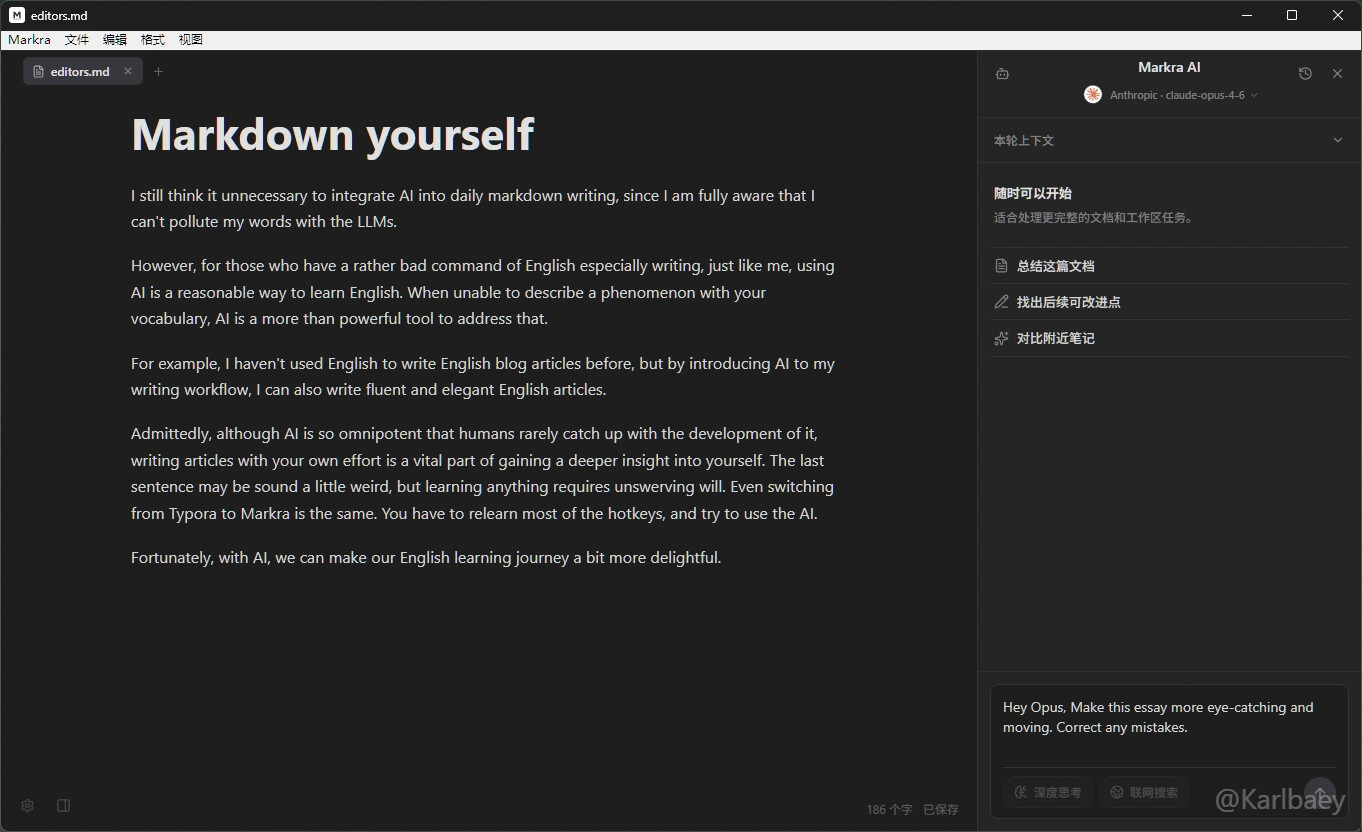 M editors.md
Markra 文件 编辑 格式 视图
editors.md
Markdown yourself
I still think it unnecessary to integrate AI into daily markdown writing, since I am fully aware that I
can't pollute my words with the LLMs.
However, for those who have a rather bad command of English especially writing, just like me, using
AI is a reasonable way to learn English. When unable to describe a phenomenon with your
vocabulary, AI is a more than powerful tool to address that.
For example, I haven't used English to write English blog articles before, but by introducing AI to my
writing workflow, I can also write fluent and elegant English articles.
Admittedly, although AI is so omnipotent that humans rarely catch up with the development of it,
writing articles with your own effort is a vital part of gaining a deeper insight into yourself. The last
sentence may be sound a little weird, but learning anything requires unswerving will. Even switching
from Typora to Markra is the same. You have to relearn most of the hotkeys, and try to use the AI.
Fortunately, with AI, we can make our English learning journey a bit more delightful.
186 个字 已保存
Markra AI
Anthropic · claude-opus-4-6
本轮上下文
随时可以开始
适合处理更完整的文档和工作区任务。
总结这篇文档
找出后续可改进点
对比附近笔记
Hey Opus, Make this essay more eye-catching and
moving. Correct any mistakes.
深度思考 联网搜索
@Karlbaey